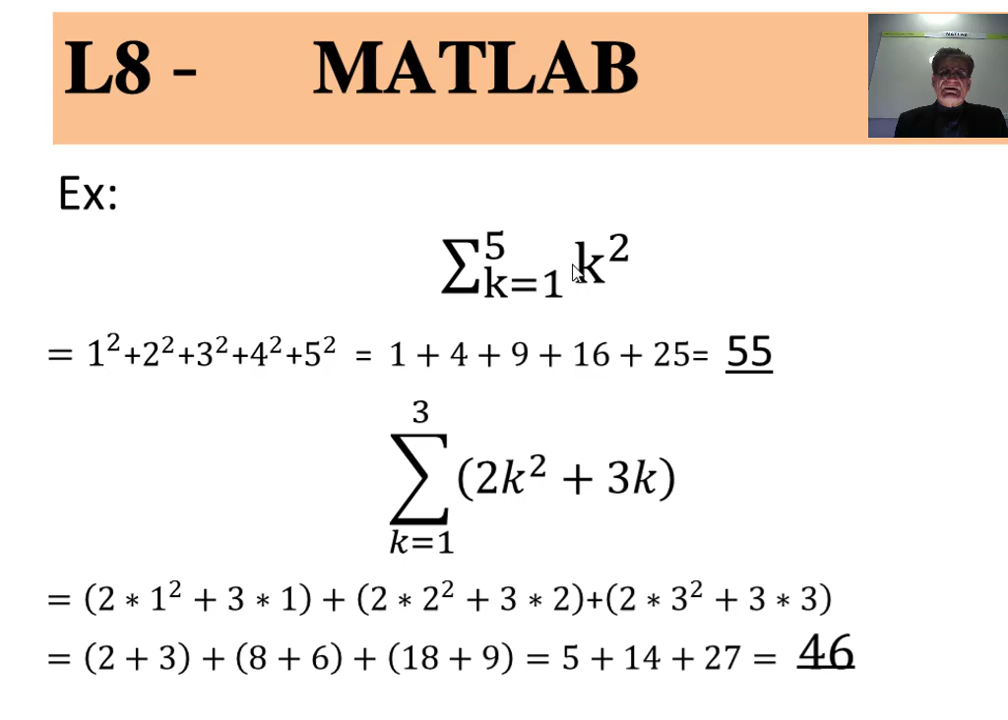 L8 - MATLAB
Ex:
∑₍k=1₎⁵ k²
= 1²+2²+3²+4²+5² = 1 + 4 + 9 + 16 + 25= 55
3
∑ (2k² + 3k)
k=1
= (2 ∗ 1² + 3 ∗ 1) + (2 ∗ 2² + 3 ∗ 2)+(2 ∗ 3² + 3 ∗ 3)
= (2 + 3) + (8 + 6) + (18 + 9) = 5 + 14 + 27 = 46